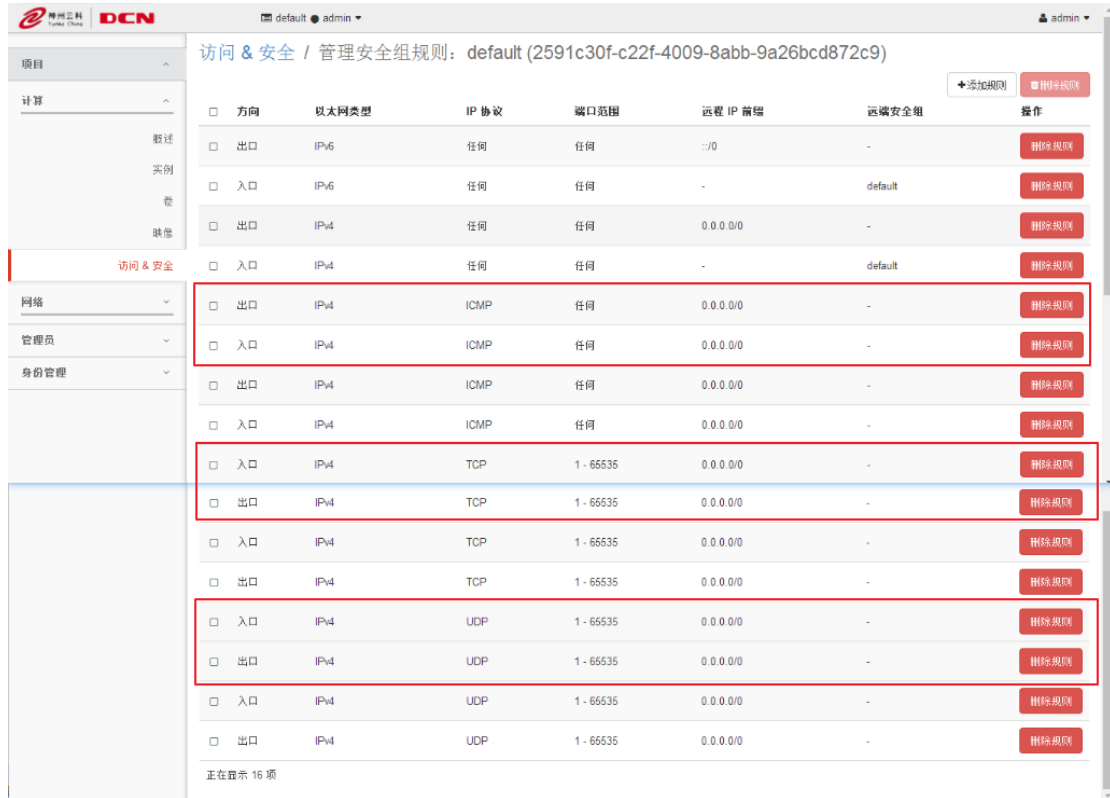 神州云科 DCN default admin admin
Yunke China
访问 & 安全 / 管理安全组规则：default (2591c30f-c22f-4009-8abb-9a26bcd872c9)
项目
计算
概述
实例
卷
映像
访问 & 安全
网络
管理员
身份管理
+添加规则 删除规则
方向 以太网类型 IP 协议 端口范围 远程 IP 前缀 远端安全组 操作
出口 IPv6 任何 任何 ::/0 - 删除规则
入口 IPv6 任何 任何 - default 删除规则
出口 IPv4 任何 任何 0.0.0.0/0 - 删除规则
入口 IPv4 任何 任何 - default 删除规则
出口 IPv4 ICMP 任何 0.0.0.0/0 - 删除规则
入口 IPv4 ICMP 任何 0.0.0.0/0 - 删除规则
出口 IPv4 ICMP 任何 0.0.0.0/0 - 删除规则
入口 IPv4 ICMP 任何 0.0.0.0/0 - 删除规则
入口 IPv4 TCP 1 - 65535 0.0.0.0/0 - 删除规则
出口 IPv4 TCP 1 - 65535 0.0.0.0/0 - 删除规则
入口 IPv4 TCP 1 - 65535 0.0.0.0/0 - 删除规则
出口 IPv4 TCP 1 - 65535 0.0.0.0/0 - 删除规则
入口 IPv4 UDP 1 - 65535 0.0.0.0/0 - 删除规则
出口 IPv4 UDP 1 - 65535 0.0.0.0/0 - 删除规则
入口 IPv4 UDP 1 - 65535 0.0.0.0/0 - 删除规则
出口 IPv4 UDP 1 - 65535 0.0.0.0/0 - 删除规则
正在显示 16 项